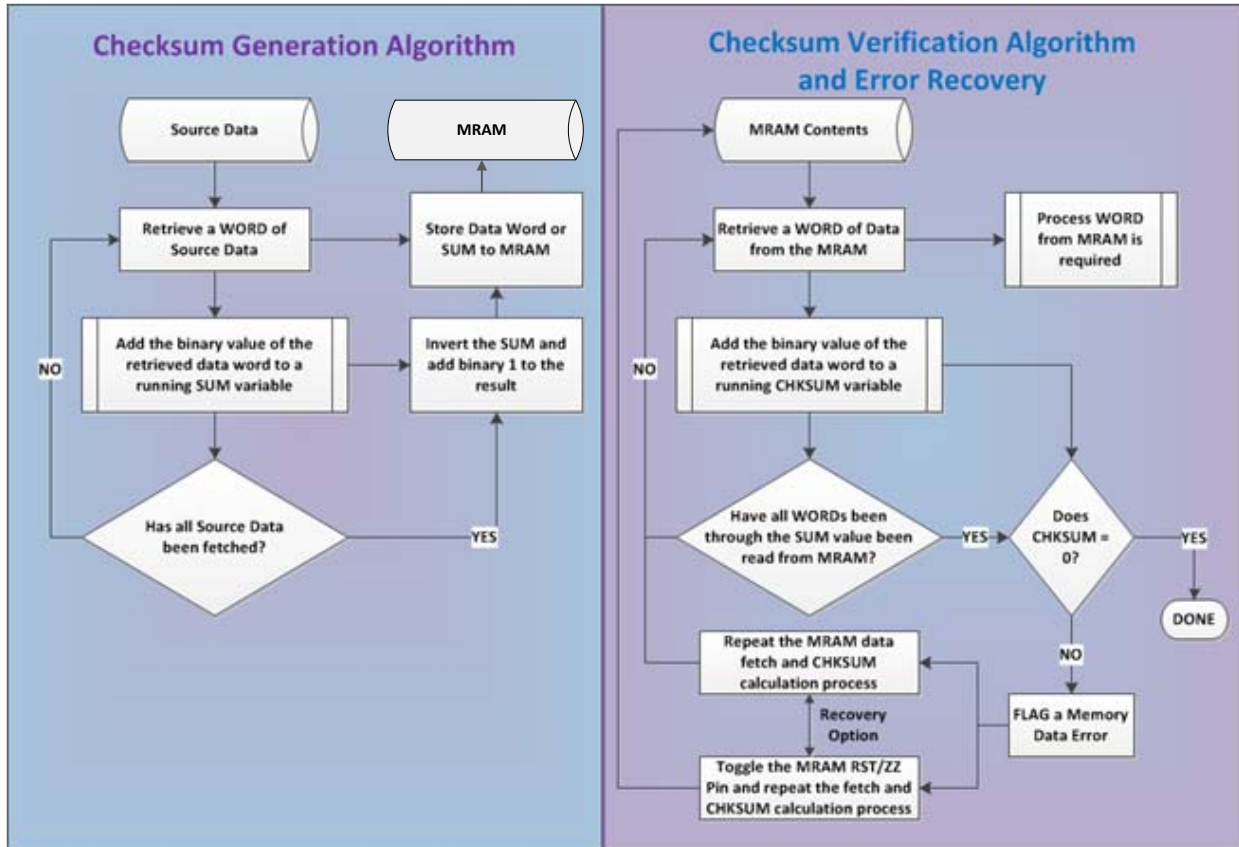 Checksum Generation Algorithm
Source Data
MRAM
Retrieve a WORD of
Source Data
Store Data Word or
SUM to MRAM
Add the binary value of the
retrieved data word to a
running SUM variable
Invert the SUM and
add binary 1 to the
result
NO
Has all Source Data
been fetched?
YES
Checksum Verification Algorithm
and Error Recovery
MRAM Contents
Retrieve a WORD of Data
from the MRAM
Process WORD
from MRAM is
required
Add the binary value of the
retrieved data word to a
running CHKSUM variable
NO
Have all WORDs been
through the SUM value been
read from MRAM?
YES
Does
CHKSUM =
0?
YES
DONE
NO
Repeat the MRAM data
fetch and CHKSUM
calculation process
Recovery
Option
FLAG a Memory
Data Error
Toggle the MRAM RST/ZZ
Pin and repeat the fetch and
CHKSUM calculation process